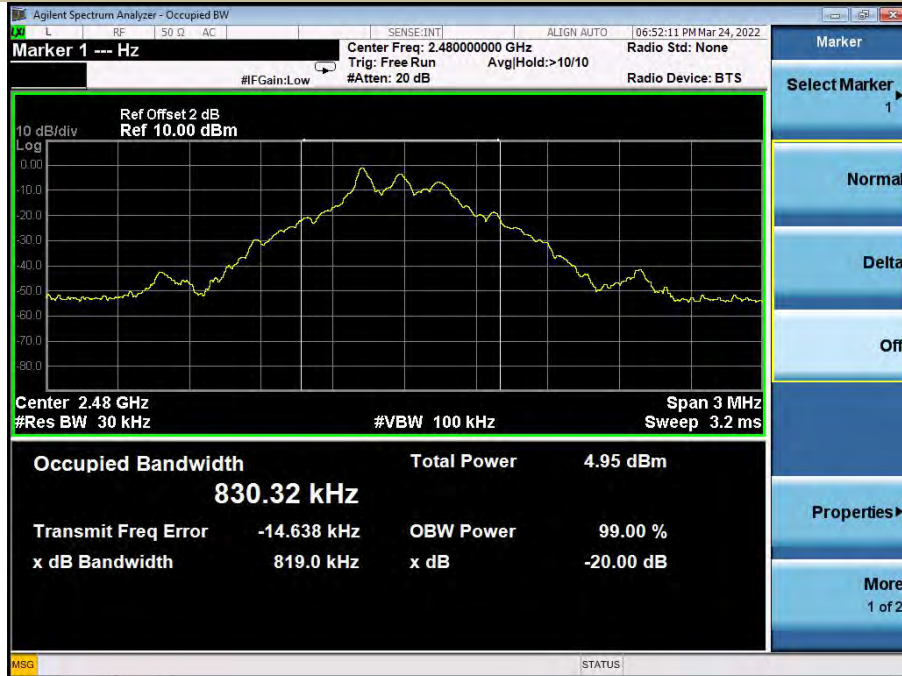 Agilent Spectrum Analyzer - Occupied BW
LXI L RF 50 Ω AC SENSE:INT ALIGN AUTO 06:52:11 PM Mar 24, 2022
Marker 1 --- Hz
Center Freq: 2.480000000 GHz Radio Std: None
Trig: Free Run Avg|Hold:>10/10
#IFGain:Low #Atten: 20 dB Radio Device: BTS
Ref Offset 2 dB
10 dB/div Ref 10.00 dBm
Log
0.00
-10.0
-20.0
-30.0
-40.0
-50.0
-60.0
-70.0
-80.0
Center 2.48 GHz Span 3 MHz
#Res BW 30 kHz #VBW 100 kHz Sweep 3.2 ms
Occupied Bandwidth Total Power 4.95 dBm
830.32 kHz
Transmit Freq Error -14.638 kHz OBW Power 99.00 %
x dB Bandwidth 819.0 kHz x dB -20.00 dB
Marker
Select Marker
1
Normal
Delta
Off
Properties
More
1 of 2
MSG STATUS